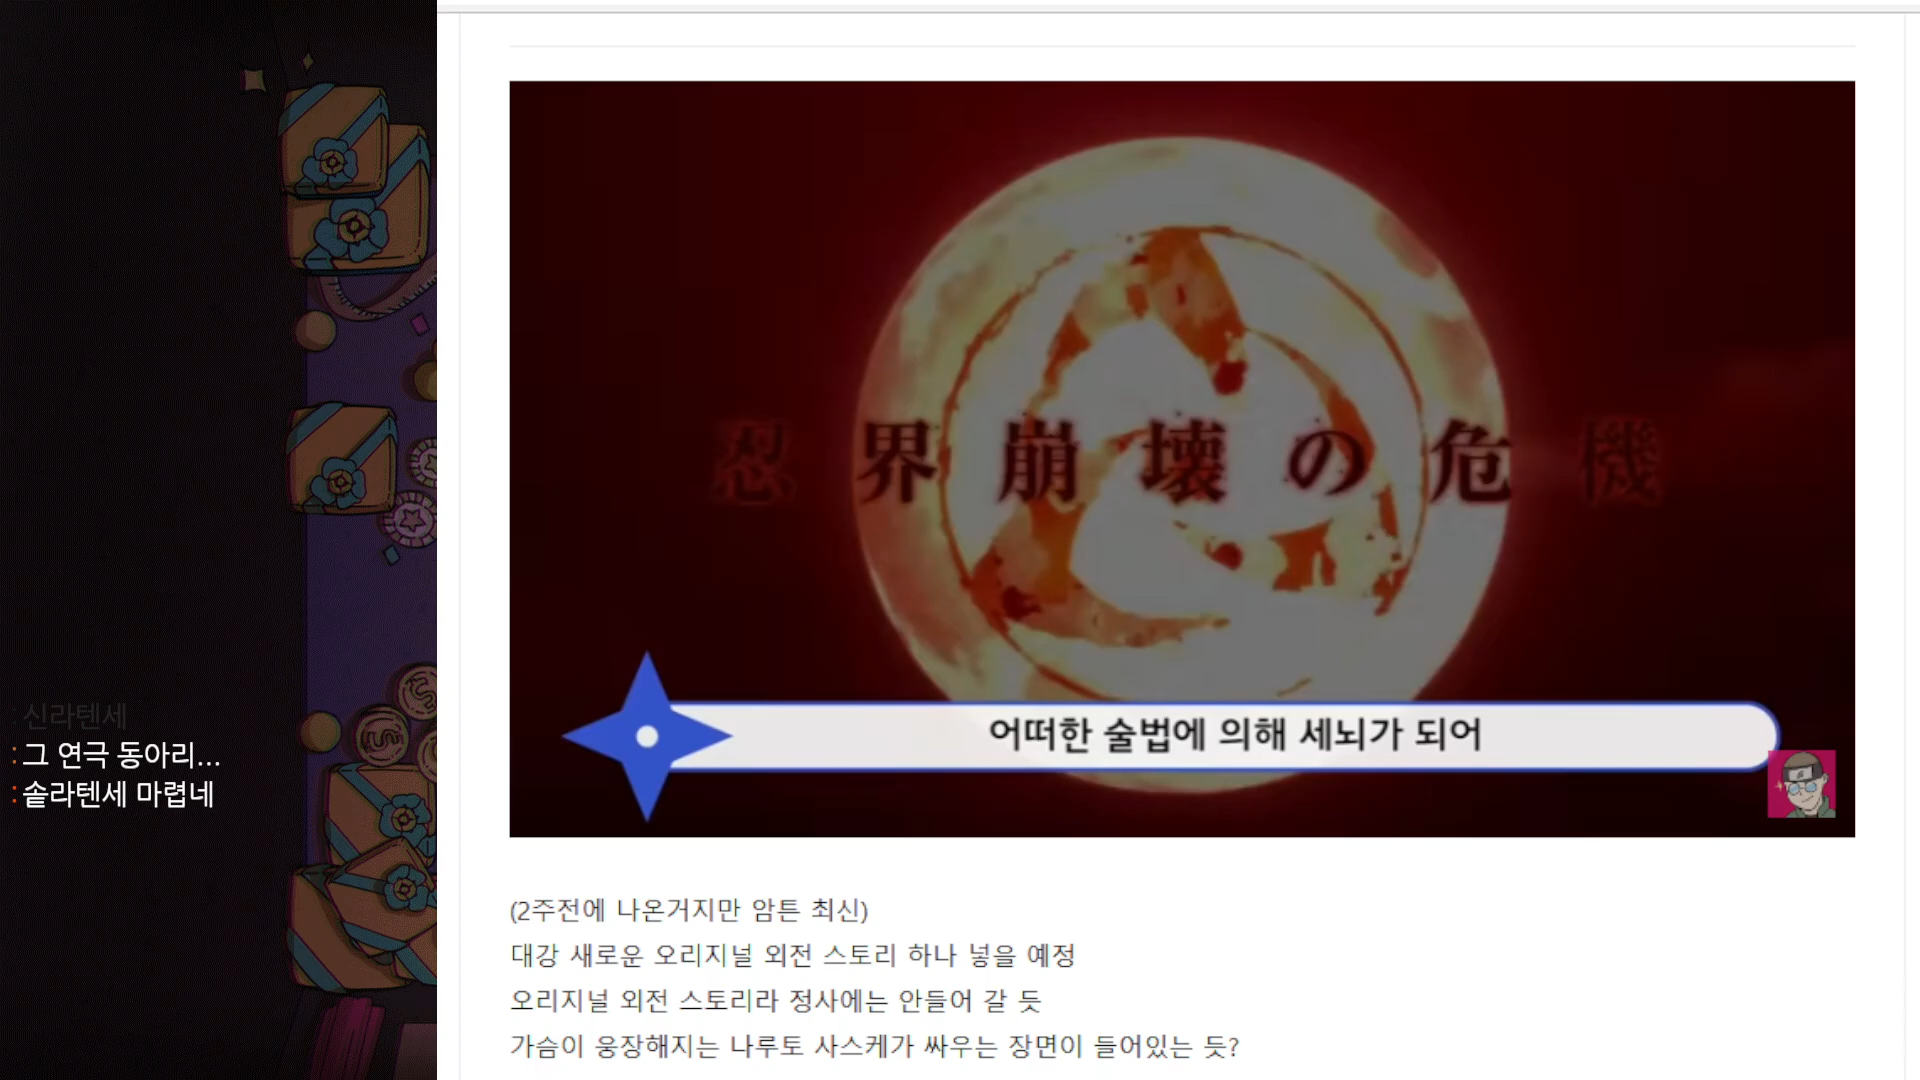 : 신라텐세
: 그 연극 동아리...
: 솥라텐세 마렵네
忍界崩壊の危機
어떠한 술법에 의해 세뇌가 되어
(2주전에 나온거지만 암튼 최신)
대강 새로운 오리지널 외전 스토리 하나 넣을 예정
오리지널 외전 스토리라 정사에는 안들어 갈 듯
가슴이 웅장해지는 나루토 사스케가 싸우는 장면이 들어있는 듯?